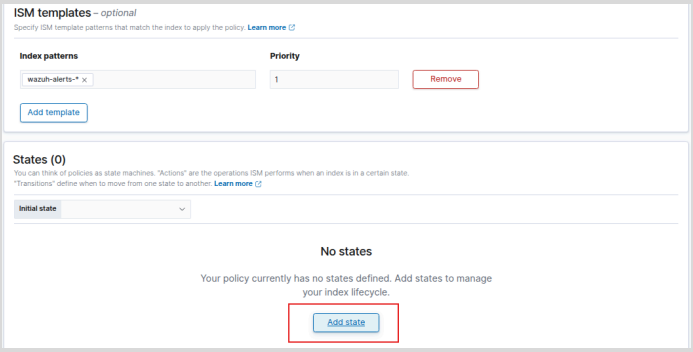 ISM templates – optional
Specify ISM template patterns that match the index to apply the policy. Learn more
Index patterns
Priority
wazuh-alerts-* ×
1
Remove
Add template
States (0)
You can think of policies as state machines. "Actions" are the operations ISM performs when an index is in a certain state.
"Transitions" define when to move from one state to another. Learn more
Initial state
No states
Your policy currently has no states defined. Add states to manage
your index lifecycle.
Add state